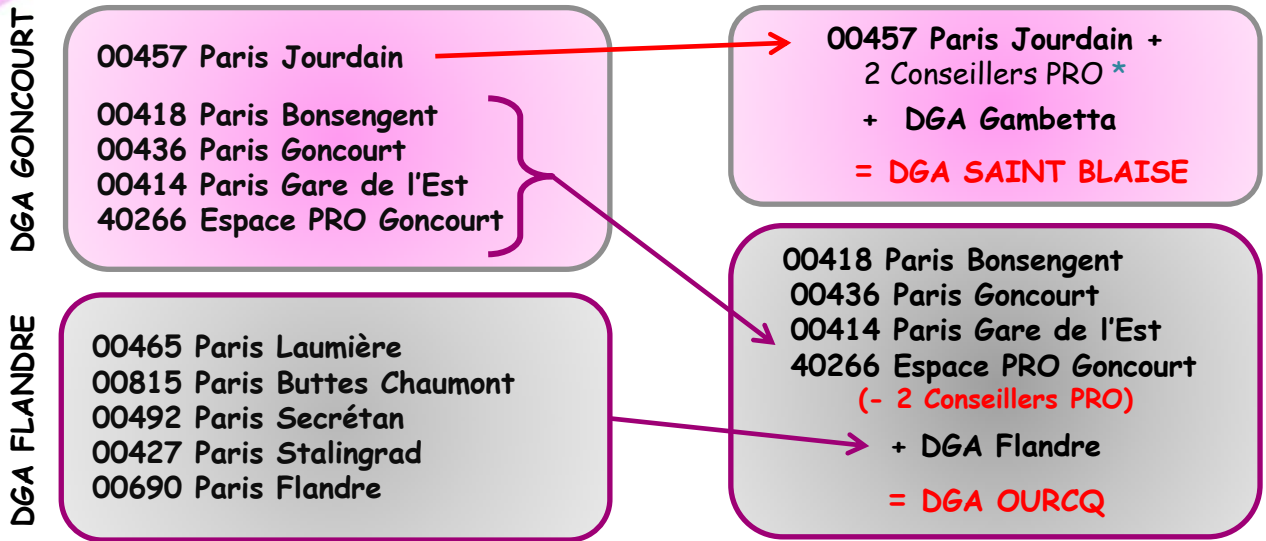 DGA GONCOURT
00457 Paris Jourdain
00418 Paris Bonsengent
00436 Paris Goncourt
00414 Paris Gare de l'Est
40266 Espace PRO Goncourt
00457 Paris Jourdain +
2 Conseillers PRO *
+ DGA Gambetta
= DGA SAINT BLAISE
DGA FLANDRE
00465 Paris Laumière
00815 Paris Buttes Chaumont
00492 Paris Secrétan
00427 Paris Stalingrad
00690 Paris Flandre
00418 Paris Bonsengent
00436 Paris Goncourt
00414 Paris Gare de l'Est
40266 Espace PRO Goncourt
(- 2 Conseillers PRO)
+ DGA Flandre
= DGA OURCQ